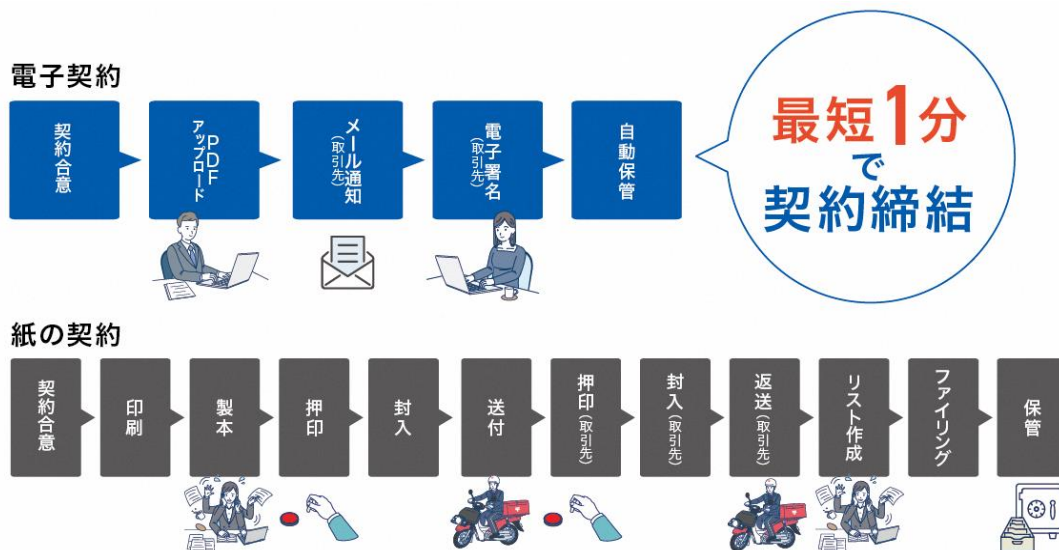 電子契約
契約合意
PDF
アップロード
メール通知
(取引先)
電子署名
(取引先)
自動保管
最短1分
で
契約締結
紙の契約
契約合意
印刷
製本
押印
封入
送付
押印(取引先)
封入(取引先)
返送(取引先)
リスト作成
ファイリング
保管